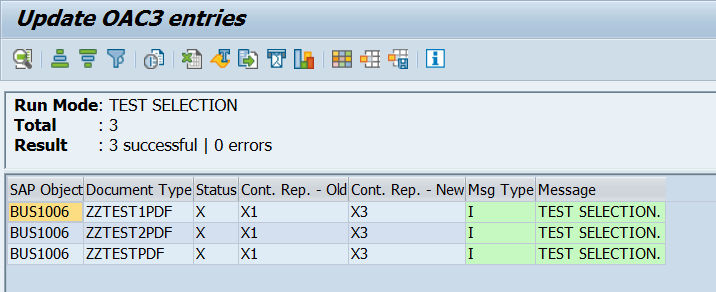 Update OAC3 entries
Run Mode: TEST SELECTION
Total : 3
Result : 3 successful | 0 errors
SAP Object Document Type Status Cont. Rep. - Old Cont. Rep. - New Msg Type Message
BUS1006 ZZTEST1PDF X X1 X3 I TEST SELECTION.
BUS1006 ZZTEST2PDF X X1 X3 I TEST SELECTION.
BUS1006 ZZTESTPDF X X1 X3 I TEST SELECTION.